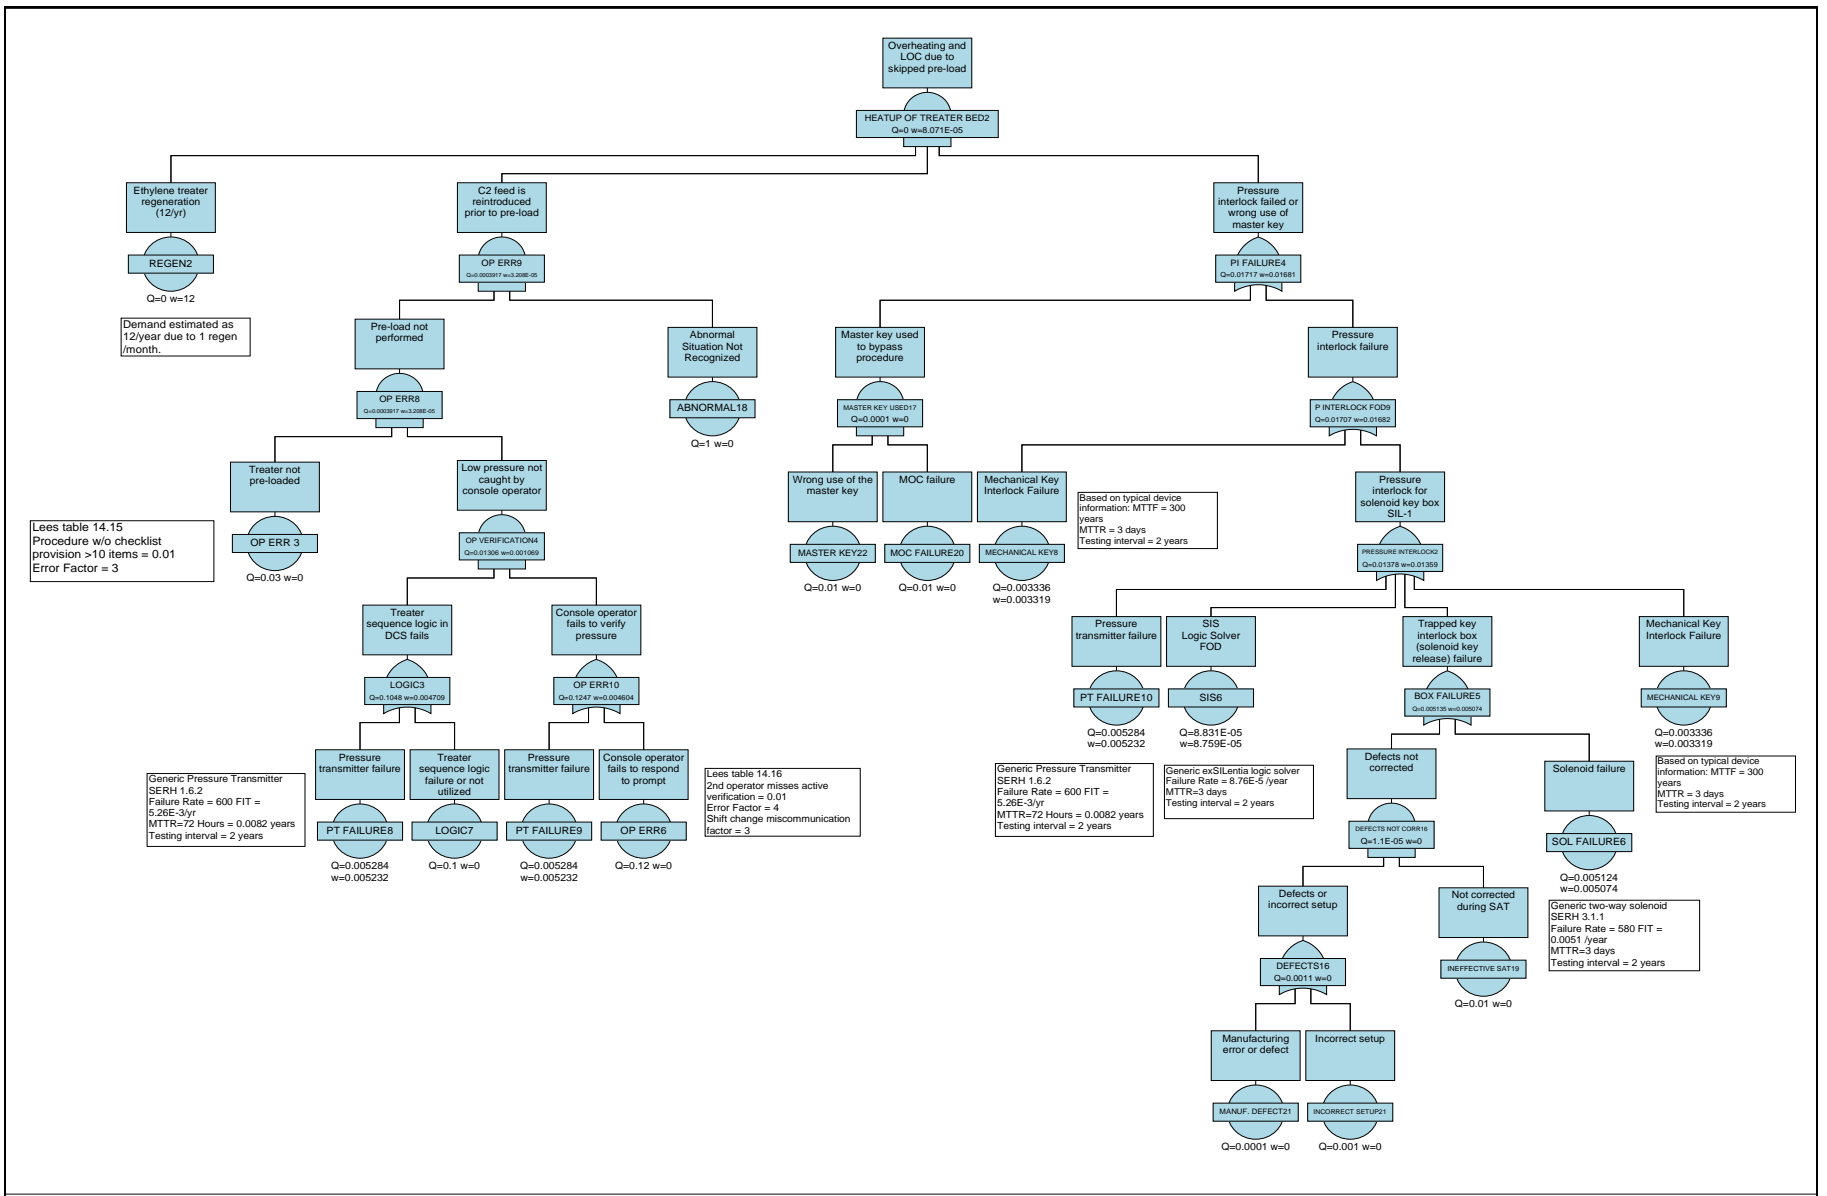 Overheating and
LOC due to
skipped pre-load
HEATUP OF TREATER BED2
Q=0 w=8.071E-05
Ethylene treater
regeneration
(12/yr)
REGEN2
Q=0 w=12
Demand estimated as
12/year due to 1 regen
/month.
C2 feed is
reintroduced
prior to pre-load
OP ERR9
Q=0.0003917 w=3.208E-05
Pressure
interlock failed or
wrong use of
master key
PI FAILURE4
Q=0.01717 w=0.01681
Pre-load not
performed
OP ERR8
Q=0.0003917 w=3.208E-05
Abnormal
Situation Not
Recognized
ABNORMAL18
Q=1 w=0
Master key used
to bypass
procedure
MASTER KEY USED17
Q=0.0001 w=0
Pressure
interlock failure
P INTERLOCK FOD9
Q=0.01707 w=0.01682
Treater not
pre-loaded
OP ERR 3
Q=0.03 w=0
Lees table 14.15
Procedure w/o checklist
provision >10 items = 0.01
Error Factor = 3
Low pressure not
caught by
console operator
OP VERIFICATION4
Q=0.01306 w=0.001069
Wrong use of the
master key
MASTER KEY22
Q=0.01 w=0
MOC failure
MOC FAILURE20
Q=0.01 w=0
Mechanical Key
Interlock Failure
MECHANICAL KEY8
Q=0.003336
w=0.003319
Based on typical device
information: MTTF = 300
years
MTTR = 3 days
Testing interval = 2 years
Pressure
interlock for
solenoid key box
SIL-1
PRESSURE INTERLOCK2
Q=0.01378 w=0.01359
Treater
sequence logic in
DCS fails
LOGIC3
Q=0.1048 w=0.004709
Console operator
fails to verify
pressure
OP ERR10
Q=0.1247 w=0.004604
Pressure
transmitter failure
PT FAILURE10
Q=0.005284
w=0.005232
SIS
Logic Solver
FOD
SIS6
Q=8.831E-05
w=8.759E-05
Trapped key
interlock box
(solenoid key
release) failure
BOX FAILURE5
Q=0.005135 w=0.005074
Mechanical Key
Interlock Failure
MECHANICAL KEY9
Q=0.003336
w=0.003319
Generic Pressure Transmitter
SERH 1.6.2
Failure Rate = 600 FIT =
5.26E-3/yr
MTTR=72 Hours = 0.0082 years
Testing interval = 2 years
Pressure
transmitter failure
PT FAILURE8
Q=0.005284
w=0.005232
Treater
sequence logic
failure or not
utilized
LOGIC7
Q=0.1 w=0
Pressure
transmitter failure
PT FAILURE9
Q=0.005284
w=0.005232
Console operator
fails to respond
to prompt
OP ERR6
Q=0.12 w=0
Lees table 14.16
2nd operator misses active
verification = 0.01
Error Factor = 4
Shift change miscommunication
factor = 3
Generic Pressure Transmitter
SERH 1.6.2
Failure Rate = 600 FIT =
5.26E-3/yr
MTTR=72 Hours = 0.0082 years
Testing interval = 2 years
Generic exSILentia logic solver
Failure Rate = 8.76E-5 /year
MTTR=3 days
Testing interval = 2 years
Defects not
corrected
DEFECTS NOT CORR16
Q=1.1E-05 w=0
Solenoid failure
SOL FAILURE6
Q=0.005124
w=0.005074
Based on typical device
information: MTTF = 300
years
MTTR = 3 days
Testing interval = 2 years
Generic two-way solenoid
SERH 3.1.1
Failure Rate = 580 FIT =
0.0051 /year
MTTR=3 days
Testing interval = 2 years
Defects or
incorrect setup
DEFECTS16
Q=0.0011 w=0
Not corrected
during SAT
INEFFECTIVE SAT19
Q=0.01 w=0
Manufacturing
error or defect
MANUF. DEFECT21
Q=0.0001 w=0
Incorrect setup
INCORRECT SETUP21
Q=0.001 w=0